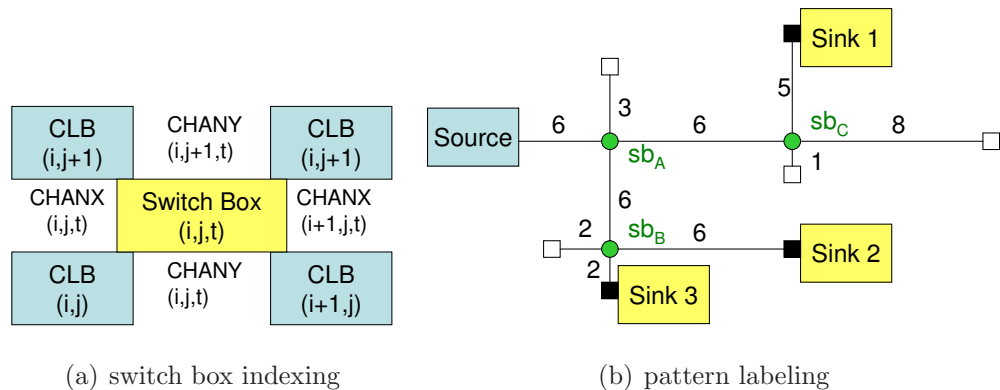 CLB
(i,j+1)
CHANY
(i,j+1,t)
CLB
(i,j+1)
CHANX
(i,j,t)
Switch Box
(i,j,t)
CHANX
(i+1,j,t)
CLB
(i,j)
CHANY
(i,j,t)
CLB
(i+1,j)
(a) switch box indexing
Sink 1
5
3
Source
6
6
sbC
8
sbA
1
6
2
sbB
6
Sink 2
2
Sink 3
(b) pattern labeling